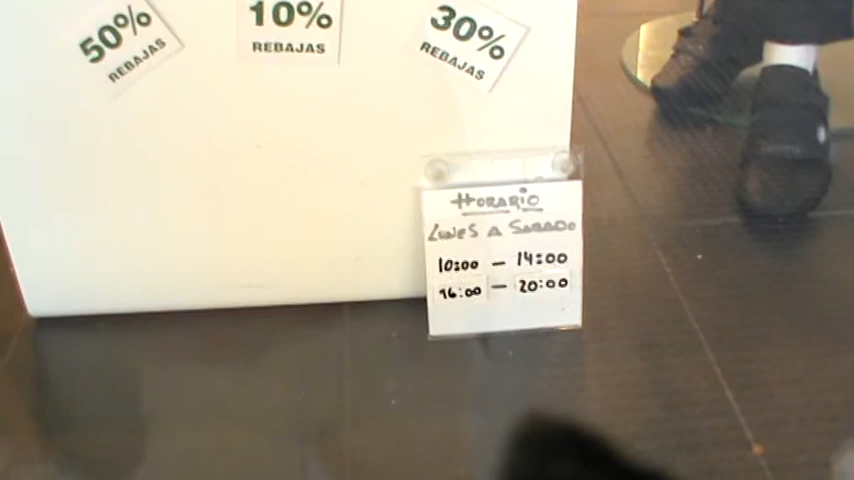 50%
REBAJAS
10%
REBAJAS
30%
REBAJAS
HORARIO
LUNES A SABADO
10:00 - 14:00
16:00 - 20:00